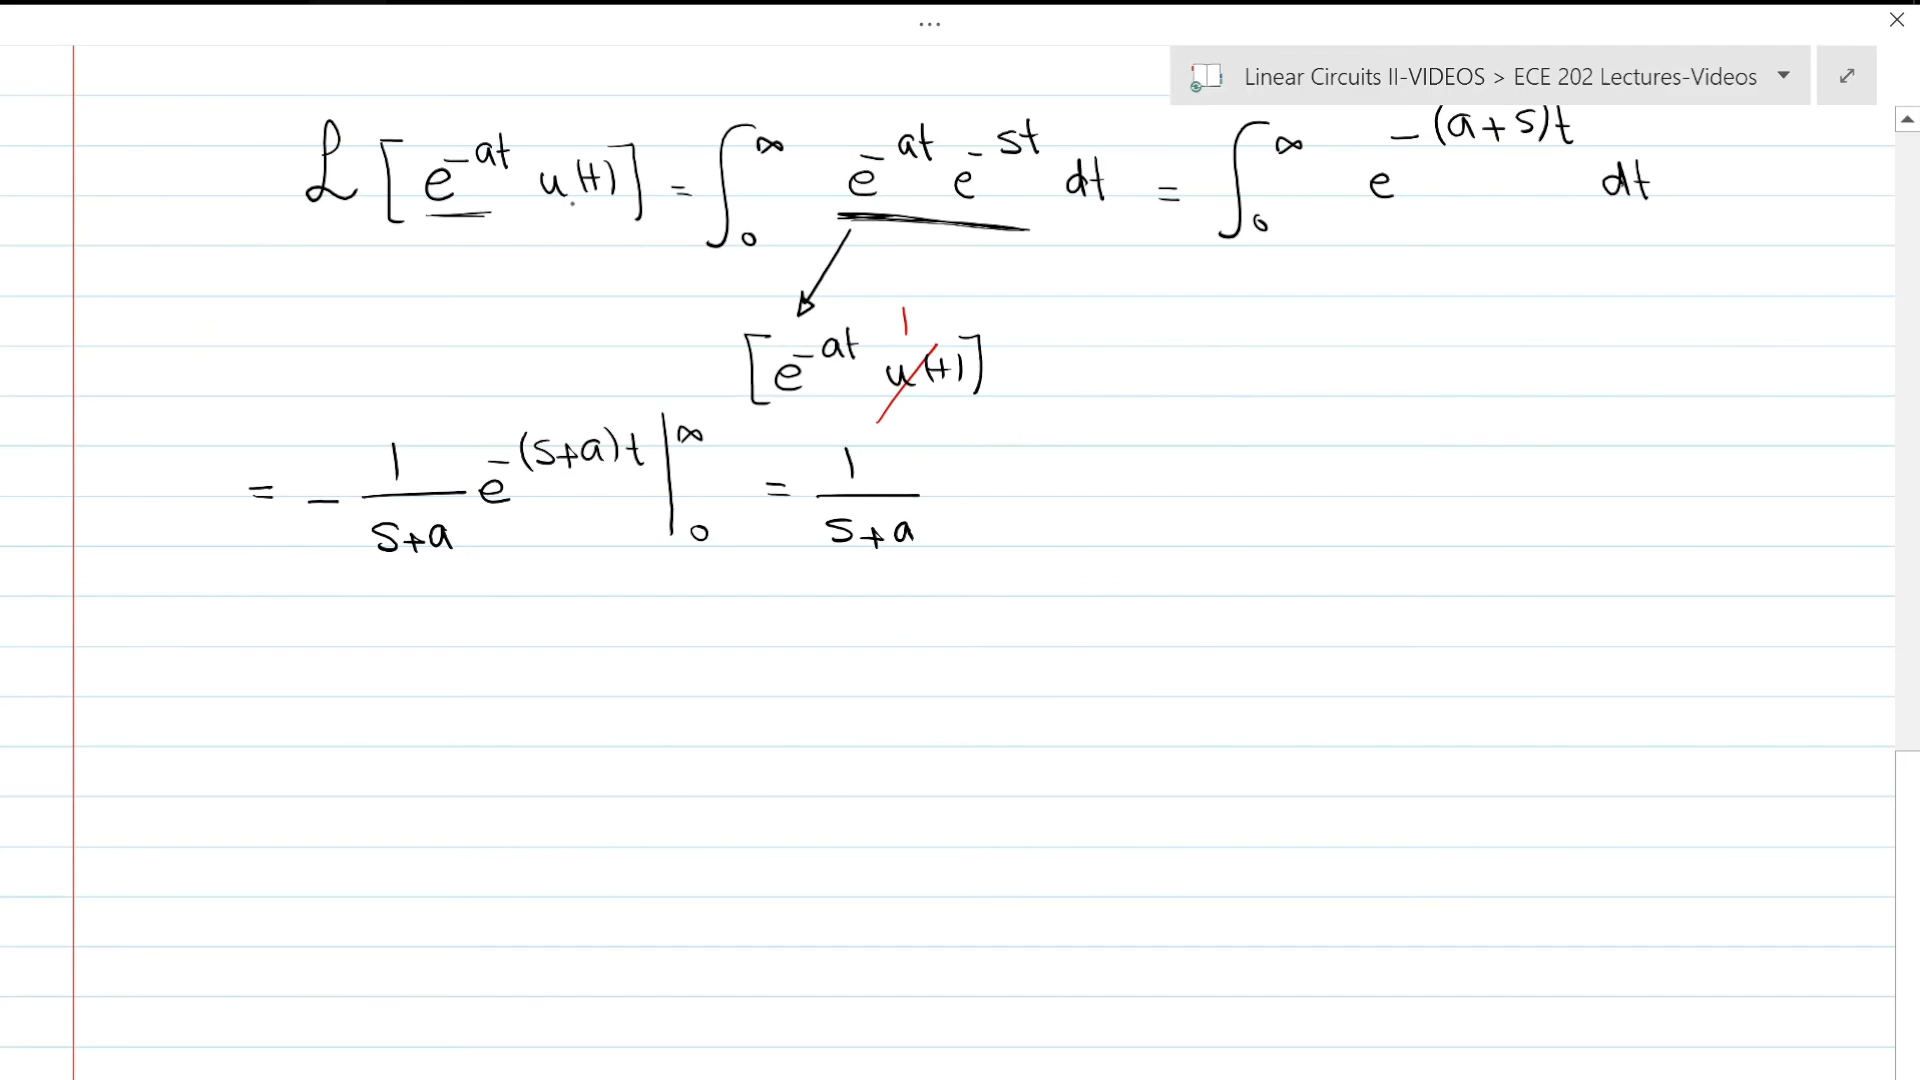 ...
Linear Circuits II-VIDEOS > ECE 202 Lectures-Videos
ℒ [e^{-at} u(t)] = ∫_0^∞ e^{-at} e^{-st} dt = ∫_0^∞ e^{-(a+s)t} dt
1
[e^{-at} u(t)]
= - 1/(s+a) e^{-(s+a)t} |_0^∞ = 1/(s+a)